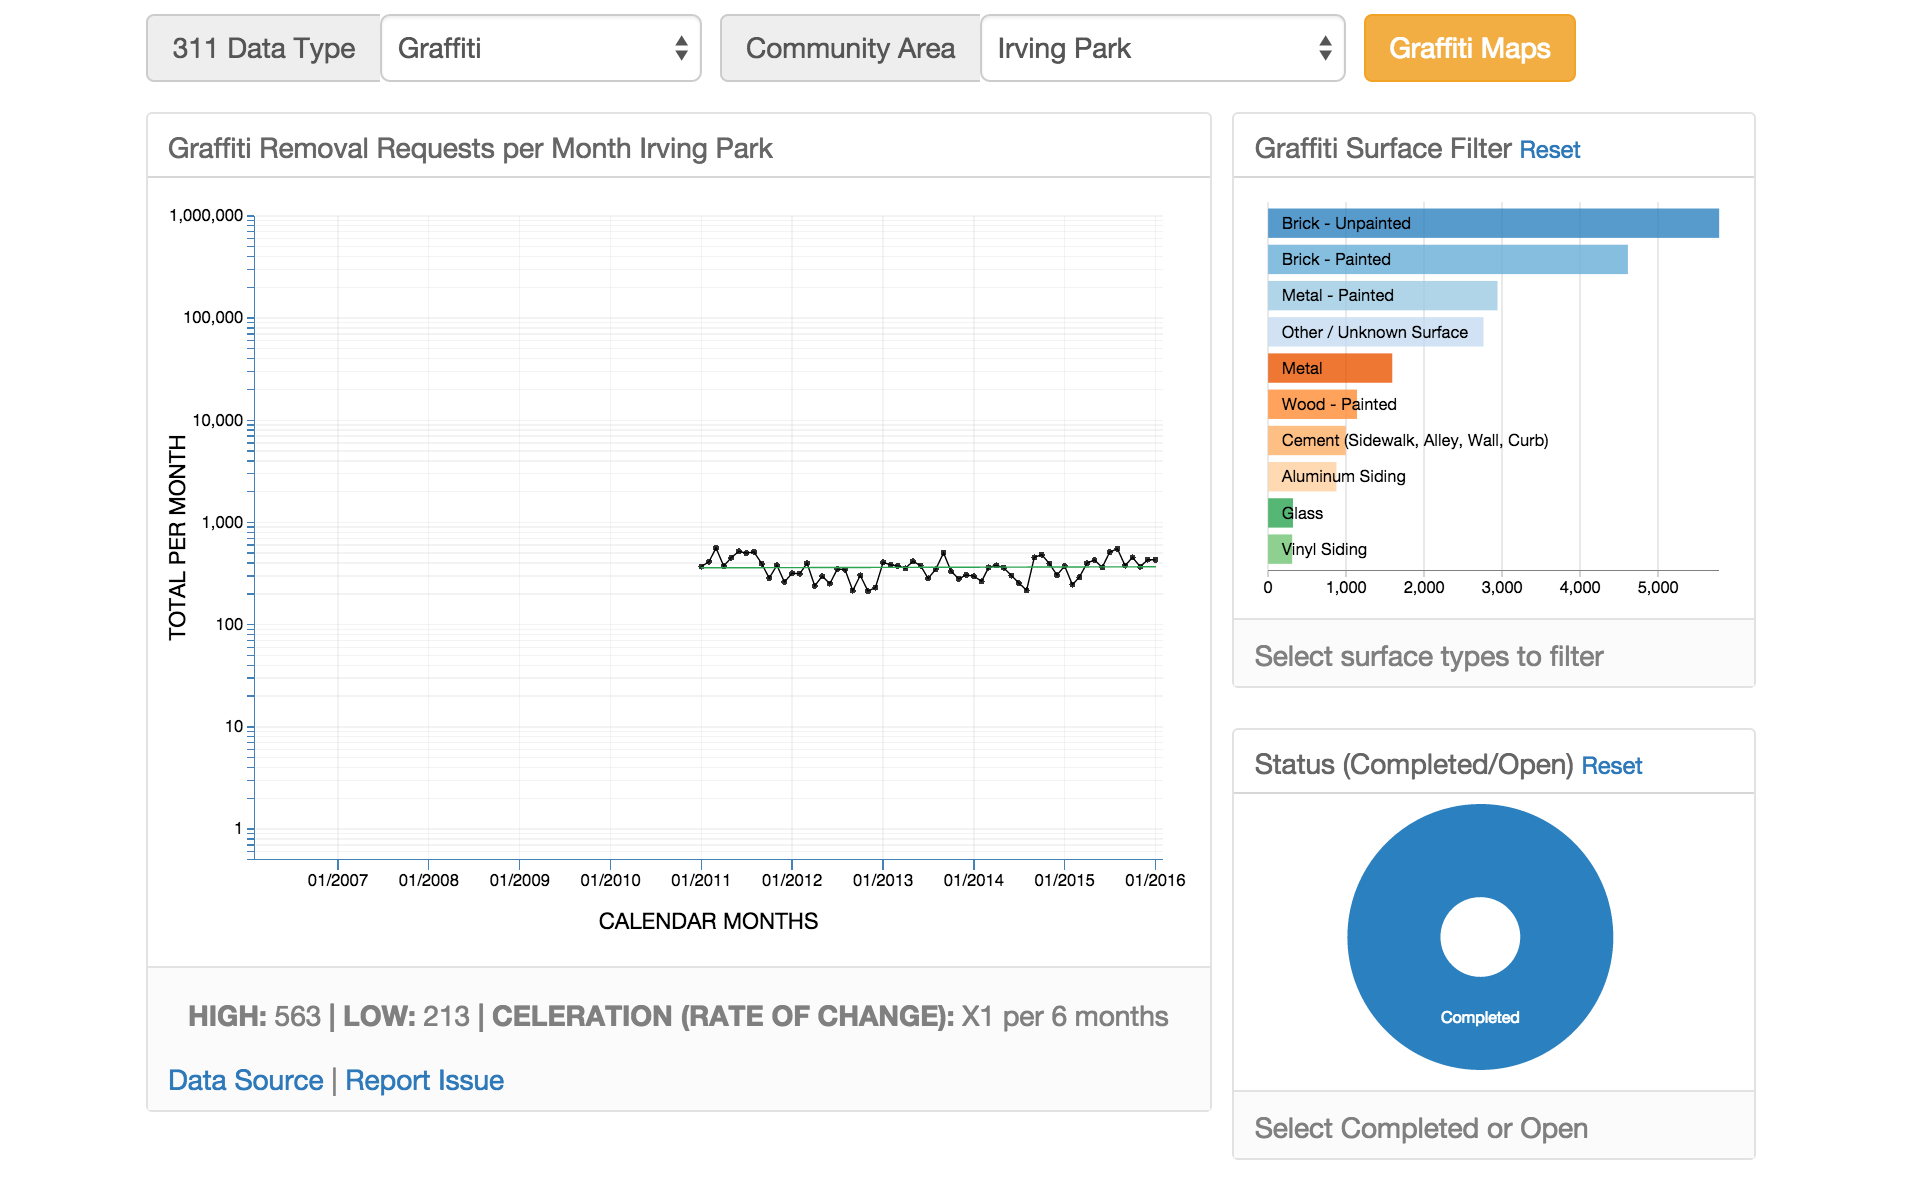 311 Data Type
Graffiti
Community Area
Irving Park
Graffiti Maps
Graffiti Removal Requests per Month Irving Park
1,000,000
100,000
10,000
1,000
100
10
1
TOTAL PER MONTH
01/2007 01/2008 01/2009 01/2010 01/2011 01/2012 01/2013 01/2014 01/2015 01/2016
CALENDAR MONTHS
HIGH: 563 | LOW: 213 | CELERATION (RATE OF CHANGE): X1 per 6 months
Data Source | Report Issue
Graffiti Surface Filter Reset
Brick - Unpainted
Brick - Painted
Metal - Painted
Other / Unknown Surface
Metal
Wood - Painted
Cement (Sidewalk, Alley, Wall, Curb)
Aluminum Siding
Glass
Vinyl Siding
0 1,000 2,000 3,000 4,000 5,000
Select surface types to filter
Status (Completed/Open) Reset
Completed
Select Completed or Open